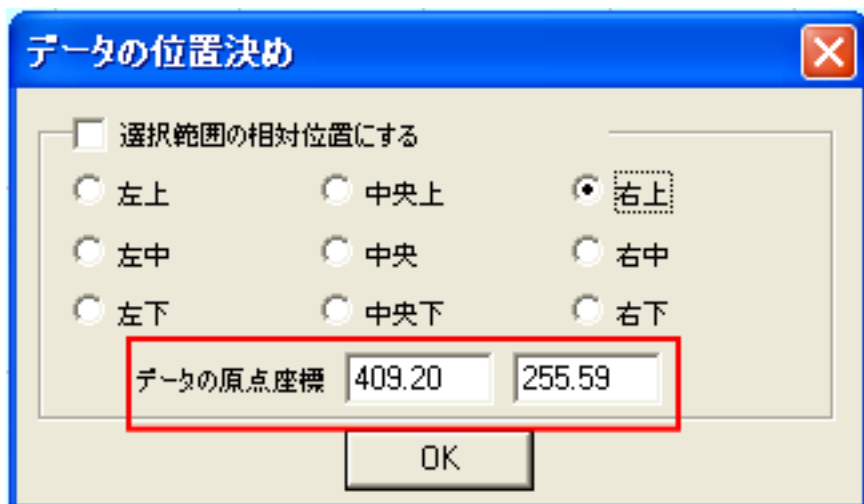 データの位置決め
選択範囲の相対位置にする
左上 中央上 右上
左中 中央 右中
左下 中央下 右下
データの原点座標 409.20 255.59
OK